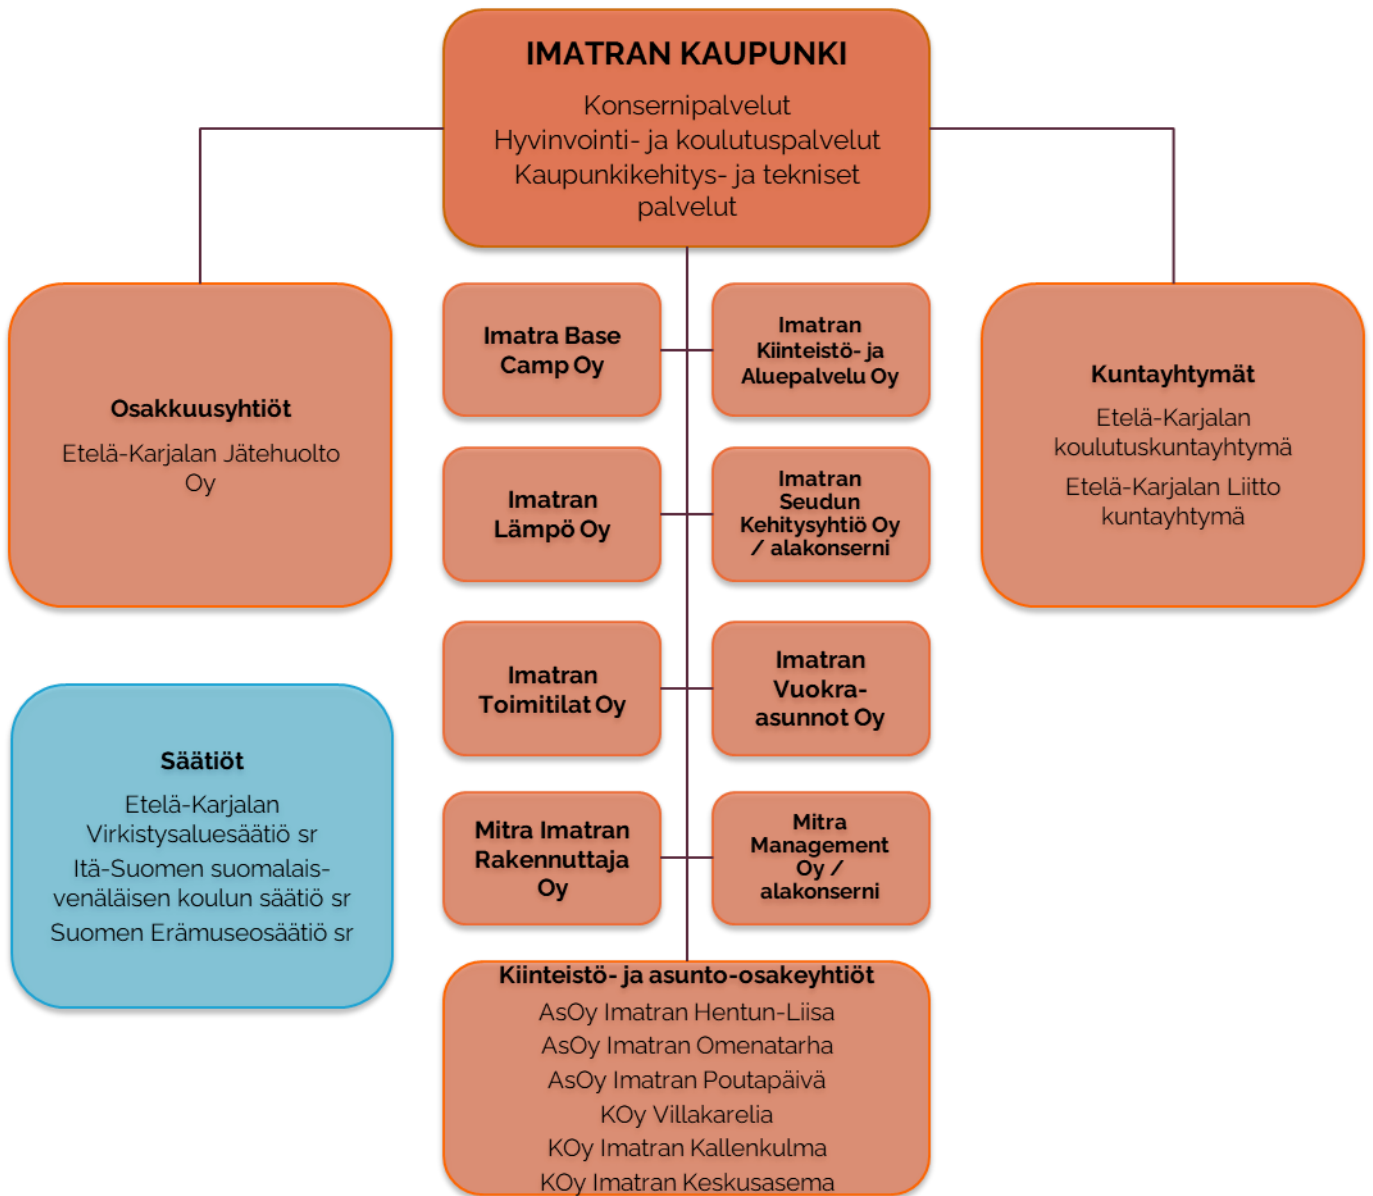 IMATRAN KAUPUNKI
Konsernipalvelut
Hyvinvointi- ja koulutuspalvelut
Kaupunkikehitys- ja tekniset
palvelut
Osakkuusyhtiöt
Etelä-Karjalan Jätehuolto
Oy
Säätiöt
Etelä-Karjalan
Virkistysaluesäätiö sr
Itä-Suomen suomalais-
venäläisen koulun säätiö sr
Suomen Erämuseosäätiö sr
Imatra Base
Camp Oy
Imatran
Kiinteistö- ja
Aluepalvelu Oy
Imatran
Lämpö Oy
Imatran
Seudun
Kehitysyhtiö Oy
/ alakonserni
Imatran
Toimitilat Oy
Imatran
Vuokra-
asunnot Oy
Mitra Imatran
Rakennuttaja
Oy
Mitra
Management
Oy /
alakonserni
Kiinteistö- ja asunto-osakeyhtiöt
AsOy Imatran Hentun-Liisa
AsOy Imatran Omenatarha
AsOy Imatran Poutapäivä
KOy Villakarelia
KOy Imatran Kallenkulma
KOy Imatran Keskusasema
Kuntayhtymät
Etelä-Karjalan
koulutuskuntayhtymä
Etelä-Karjalan Liitto
kuntayhtymä